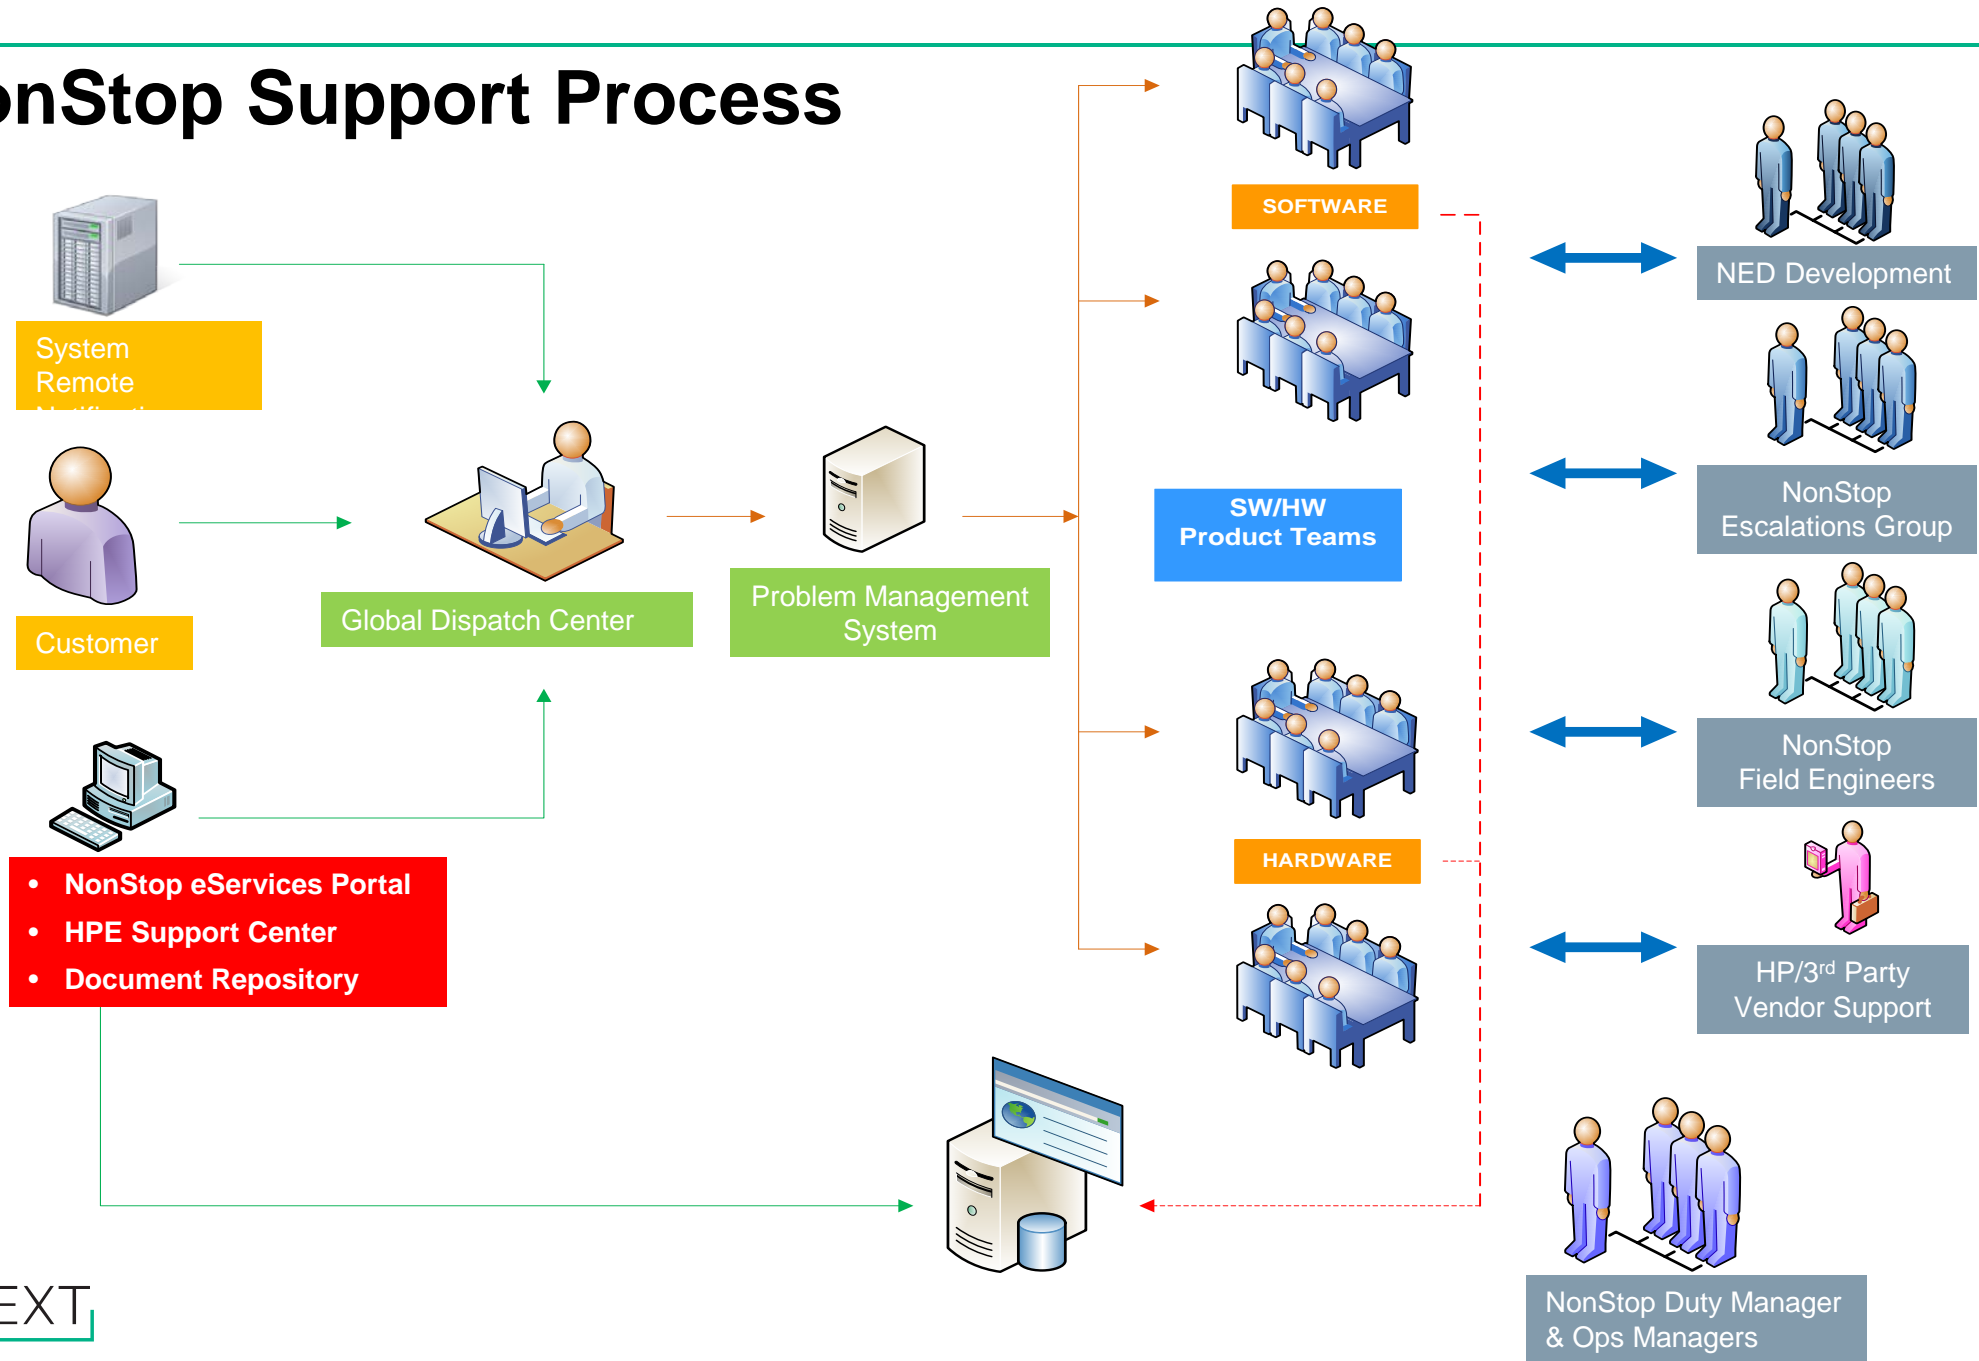 onStop Support Process
SOFTWARE
NED Development
System
Remote
NonStop
Escalations Group
SW/HW
Product Teams
Problem Management
System
Global Dispatch Center
Customer
NonStop
Field Engineers
HARDWARE
• NonStop eServices Portal
• HPE Support Center
• Document Repository
HP/3rd Party
Vendor Support
NonStop Duty Manager
& Ops Managers
EXT